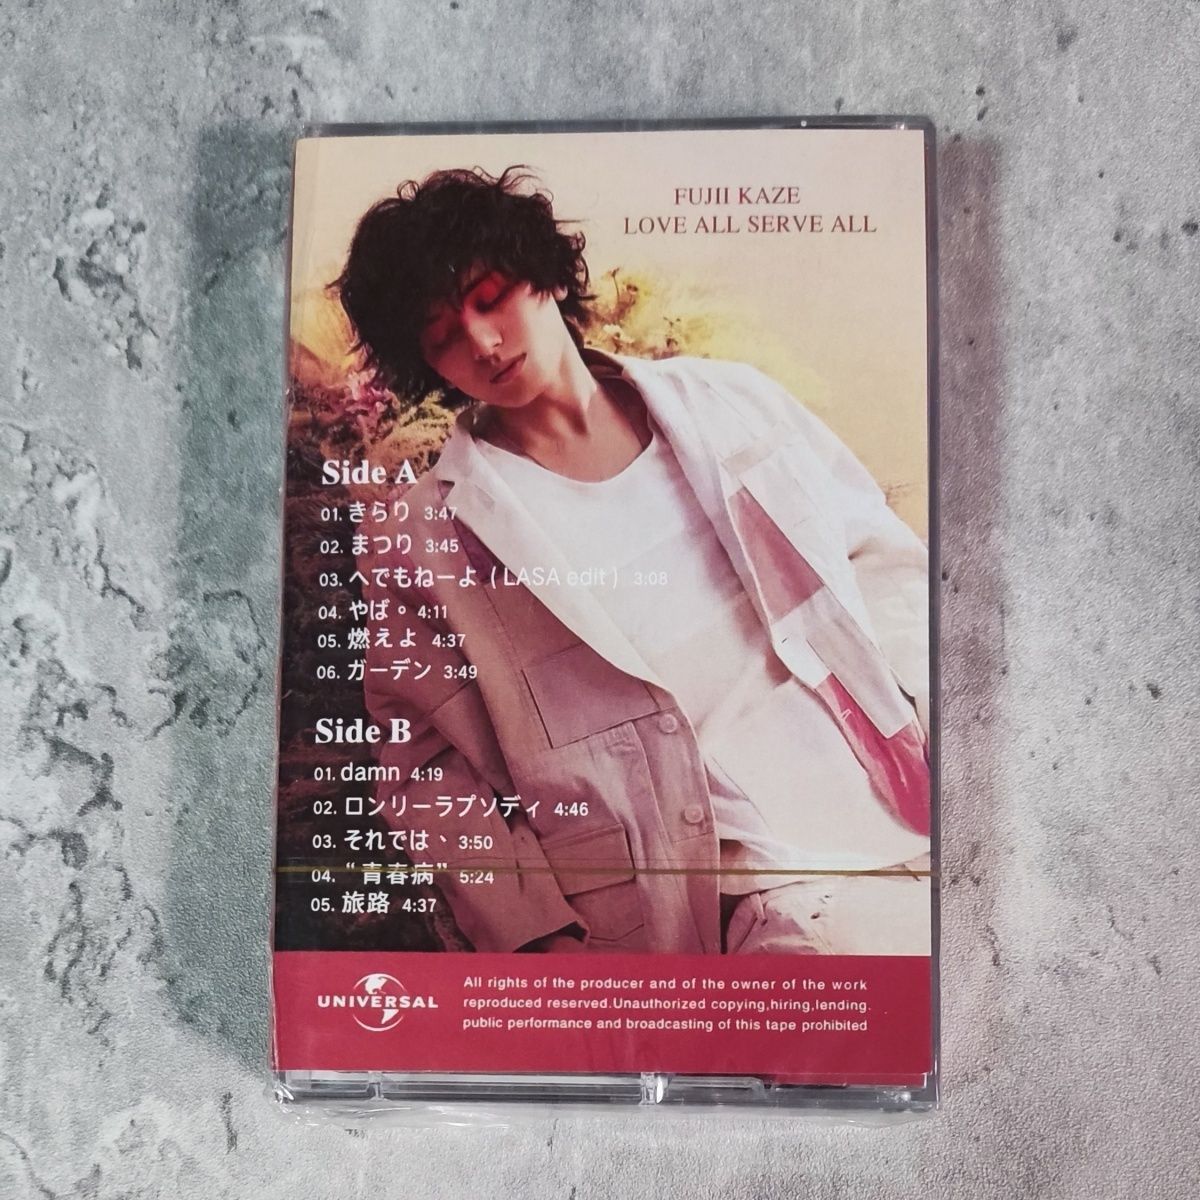 FUJII KAZE
LOVE ALL SERVE ALL
Side A
01. きらり 3:47
02. まつり 3:45
03. へでもねーよ ( LASA edit ) 3:08
04. やば。 4:11
05. 燃えよ 4:37
06. ガーデン 3:49
Side B
01. damn 4:19
02. ロンリーラプソディ 4:46
03. それでは、 3:50
04. “青春病” 5:24
05. 旅路 4:37
UNIVERSAL
All rights of the producer and of the owner of the work
reproduced reserved.Unauthorized copying,hiring,lending.
public performance and broadcasting of this tape prohibited